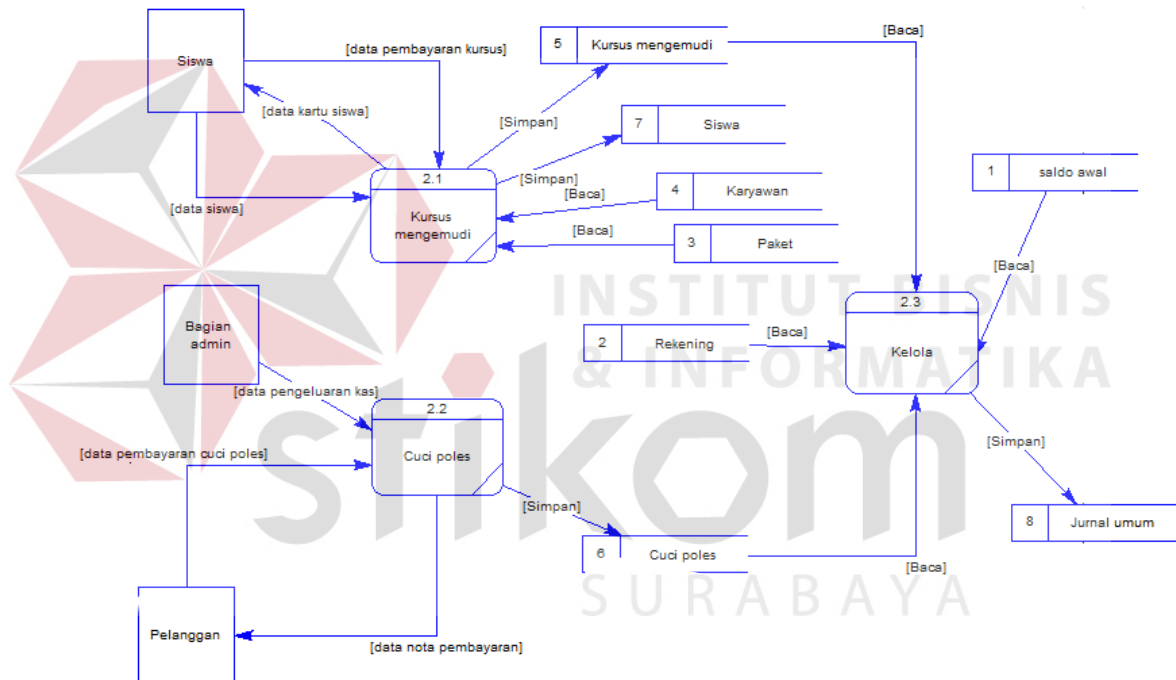 Siswa
[data pembayaran kursus]
[data kartu siswa]
[data siswa]
2.1
Kursus
mengemudi
5
Kursus mengemudi
[Baca]
[Simpan]
7
Siswa
[Simpan]
4
Karyawan
[Baca]
3
Paket
[Baca]
1
saldo awal
[Baca]
2.3
Kelola
2
Rekening
[Baca]
INSTITUT BISNIS
& INFORMATIKA
stikom
SURABAYA
Bagian
admin
[data pengeluaran kas]
2.2
Cuci poles
[data pembayaran cuci poles]
[Simpan]
6
Cuci poles
[Baca]
[Simpan]
8
Jurnal umum
Pelanggan
[data nota pembayaran]